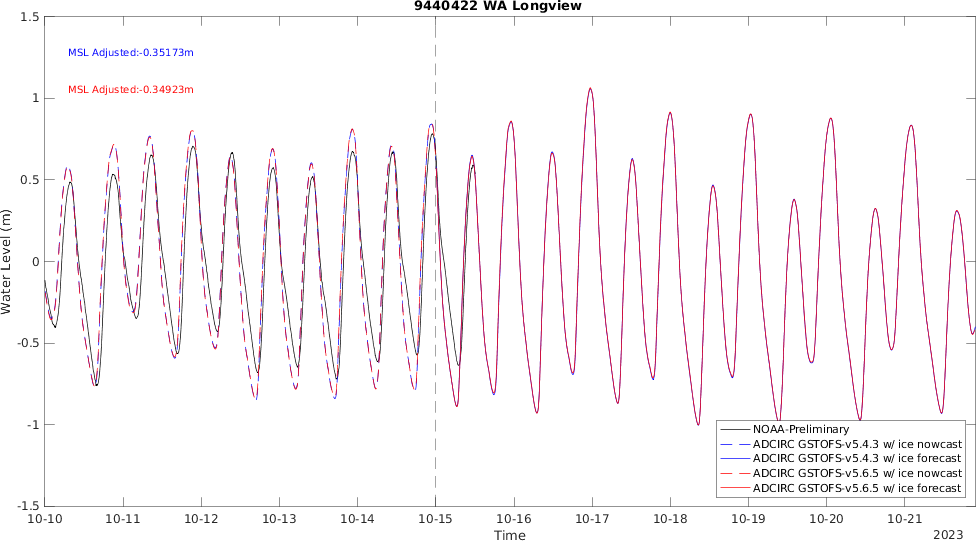 9440422 WA Longview
MSL Adjusted:-0.35173m
MSL Adjusted:-0.34923m
Water Level (m)
1.5
1
0.5
0
-0.5
-1
-1.5
NOAA-Preliminary
ADCIRC GSTOFS-v5.4.3 w/ ice nowcast
ADCIRC GSTOFS-v5.4.3 w/ ice forecast
ADCIRC GSTOFS-v5.6.5 w/ ice nowcast
ADCIRC GSTOFS-v5.6.5 w/ ice forecast
10-10 10-11 10-12 10-13 10-14 10-15 10-16 10-17 10-18 10-19 10-20 10-21
Time
2023